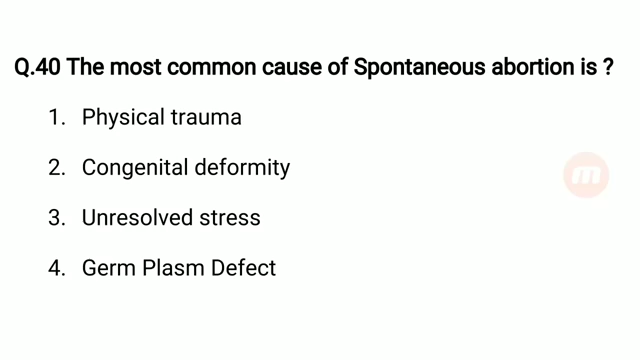 Q.40 The most common cause of Spontaneous abortion is ?
1. Physical trauma
2. Congenital deformity
3. Unresolved stress
4. Germ Plasm Defect